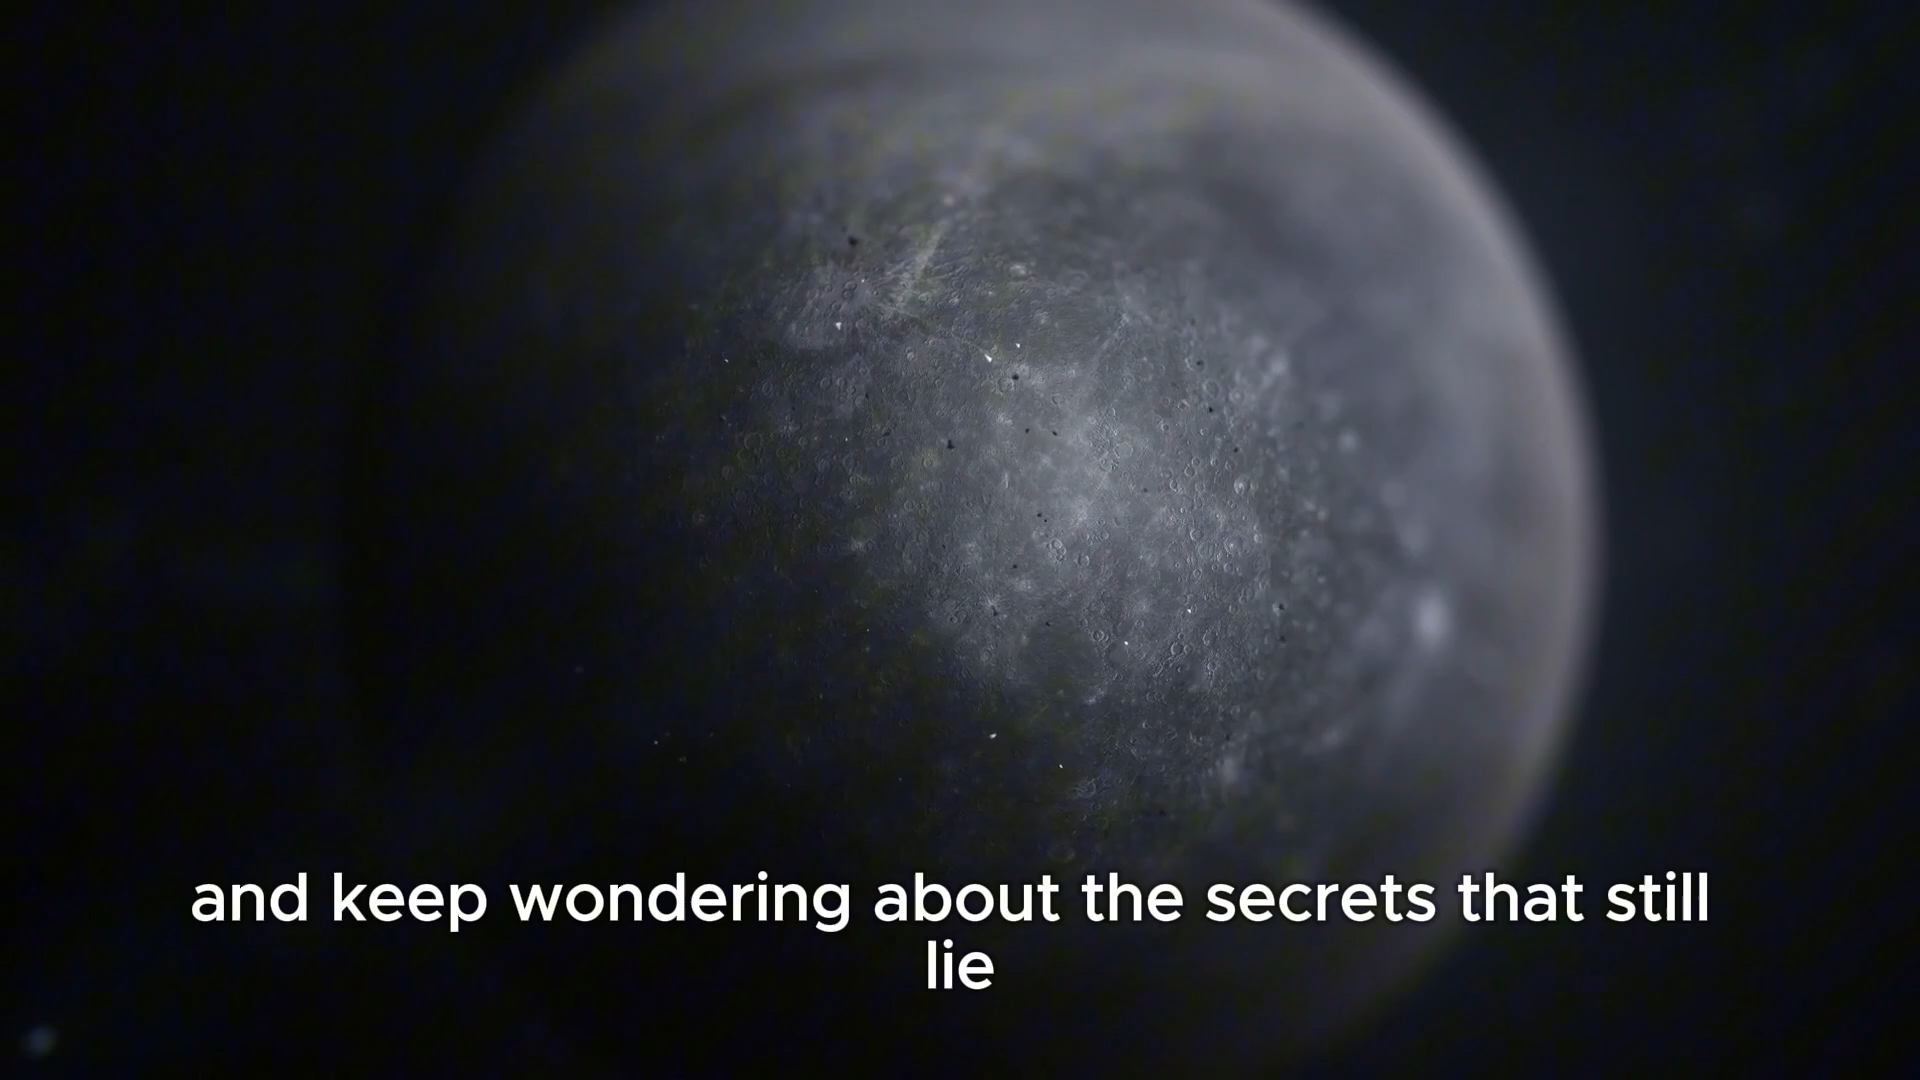 and keep wondering about the secrets that still
lie